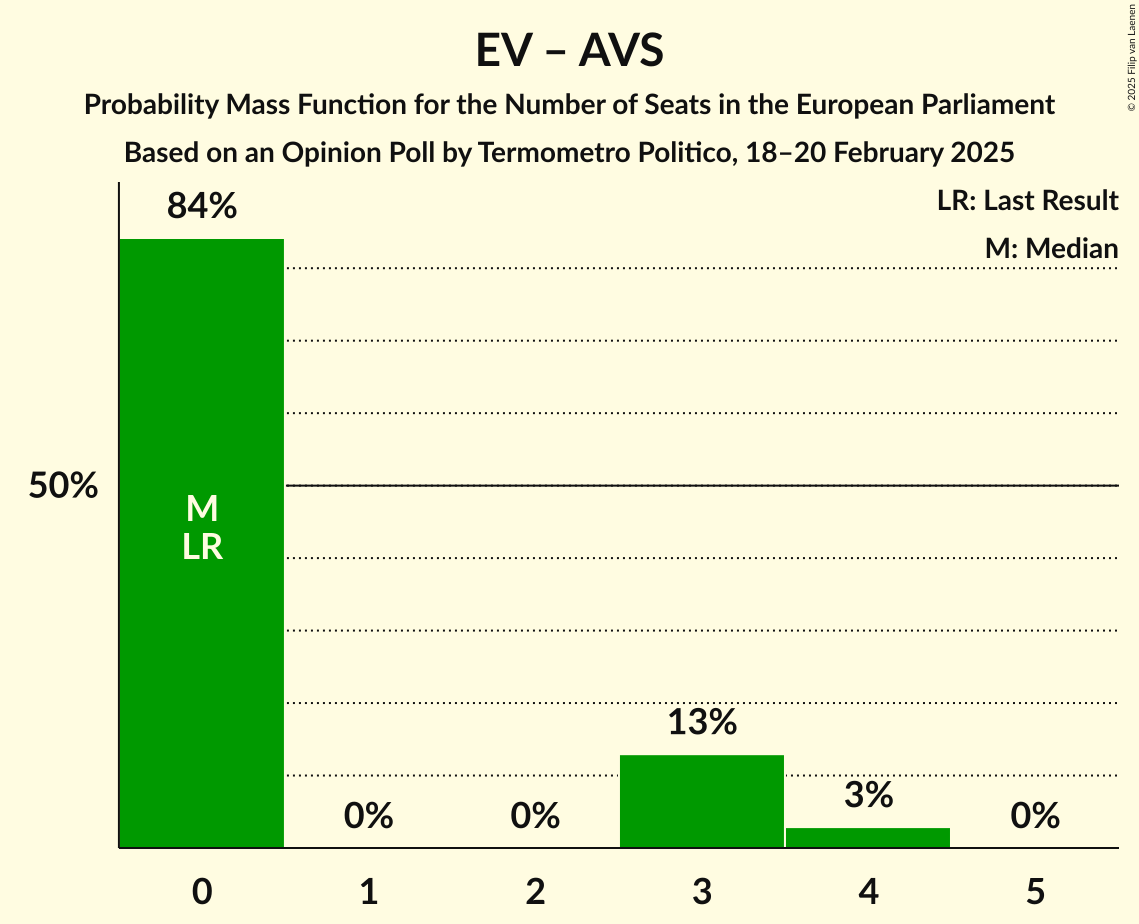 EV – AVS
Probability Mass Function for the Number of Seats in the European Parliament
Based on an Opinion Poll by Termometro Politico, 18–20 February 2025
© 2025 Filip van Laenen
LR: Last Result
M: Median
84%
50%
M
LR
13%
3%
0%
0%
0%
0
1
2
3
4
5